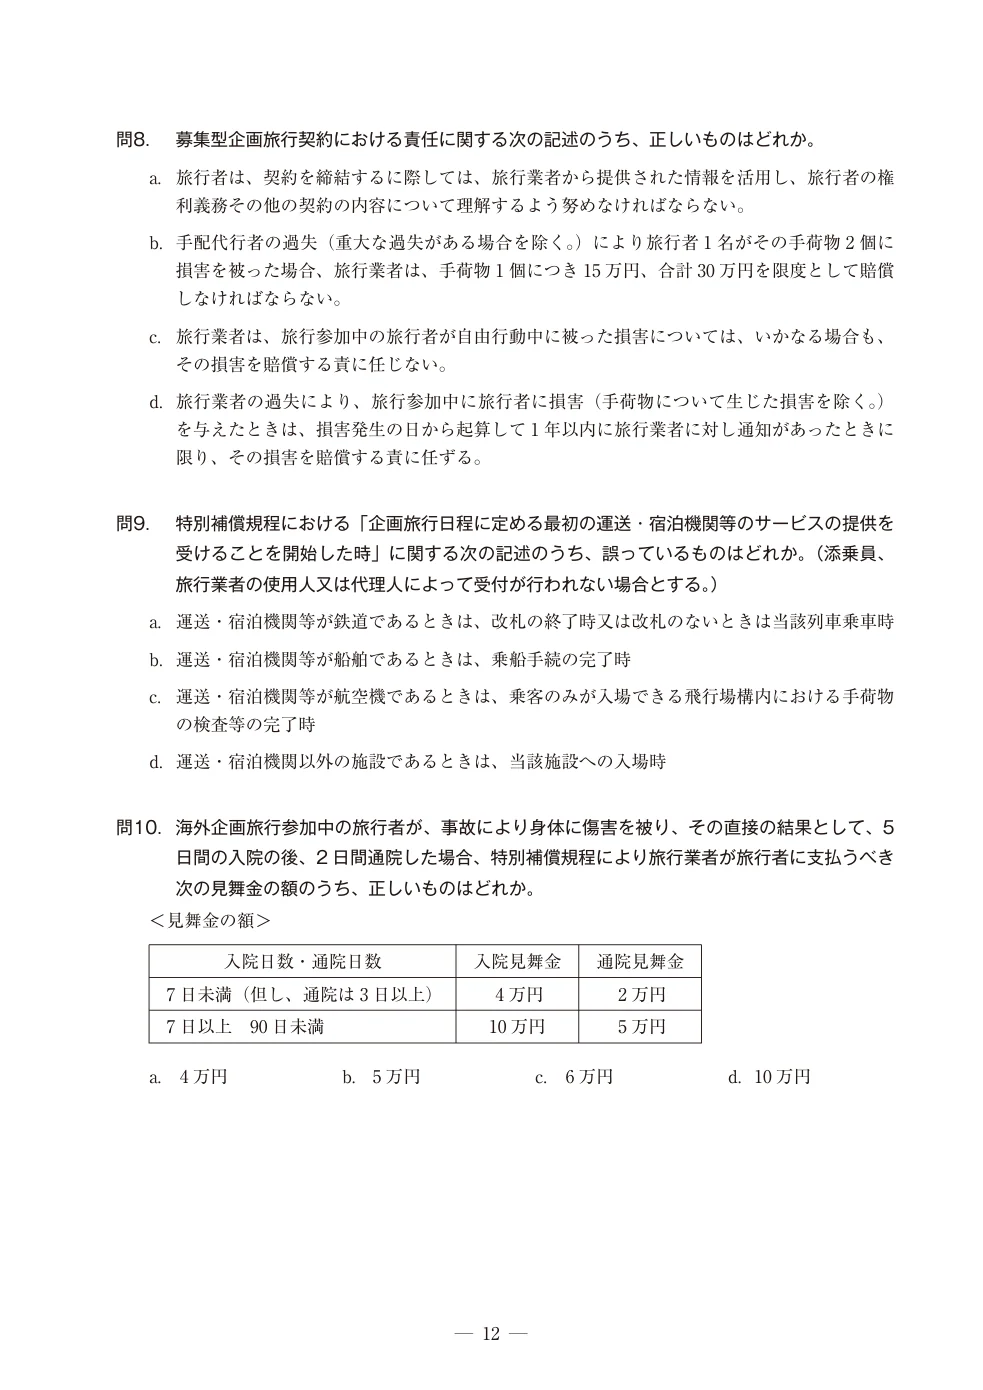 問8. 募集型企画旅行契約における責任に関する次の記述のうち、正しいものはどれか。
a. 旅行者は、契約を締結するに際しては、旅行業者から提供された情報を活用し、旅行者の権
利義務その他の契約の内容について理解するよう努めなければならない。
b. 手配代行者の過失（重大な過失がある場合を除く。）により旅行者1名がその手荷物2個に
損害を被った場合、旅行業者は、手荷物1個につき15万円、合計30万円を限度として賠償
しなければならない。
c. 旅行業者は、旅行参加中の旅行者が自由行動中に被った損害については、いかなる場合も、
その損害を賠償する責に任じない。
d. 旅行業者の過失により、旅行参加中に旅行者に損害（手荷物について生じた損害を除く。）
を与えたときは、損害発生の日から起算して1年以内に旅行業者に対し通知があったときに
限り、その損害を賠償する責に任ずる。
問9. 特別補償規程における「企画旅行日程に定める最初の運送・宿泊機関等のサービスの提供を
受けることを開始した時」に関する次の記述のうち、誤っているものはどれか。（添乗員、
旅行業者の使用人又は代理人によって受付が行われない場合とする。）
a. 運送・宿泊機関等が鉄道であるときは、改札の終了時又は改札のないときは当該列車乗車時
b. 運送・宿泊機関等が船舶であるときは、乗船手続の完了時
c. 運送・宿泊機関等が航空機であるときは、乗客のみが入場できる飛行場構内における手荷物
の検査等の完了時
d. 運送・宿泊機関以外の施設であるときは、当該施設への入場時
問10. 海外企画旅行参加中の旅行者が、事故により身体に傷害を被り、その直接の結果として、5
日間の入院の後、2日間通院した場合、特別補償規程により旅行業者が旅行者に支払うべき
次の見舞金の額のうち、正しいものはどれか。
＜見舞金の額＞
入院日数・通院日数 入院見舞金 通院見舞金
7日未満（但し、通院は3日以上） 4万円 2万円
7日以上 90日未満 10万円 5万円
a. 4万円 b. 5万円 c. 6万円 d. 10万円
― 12 ―